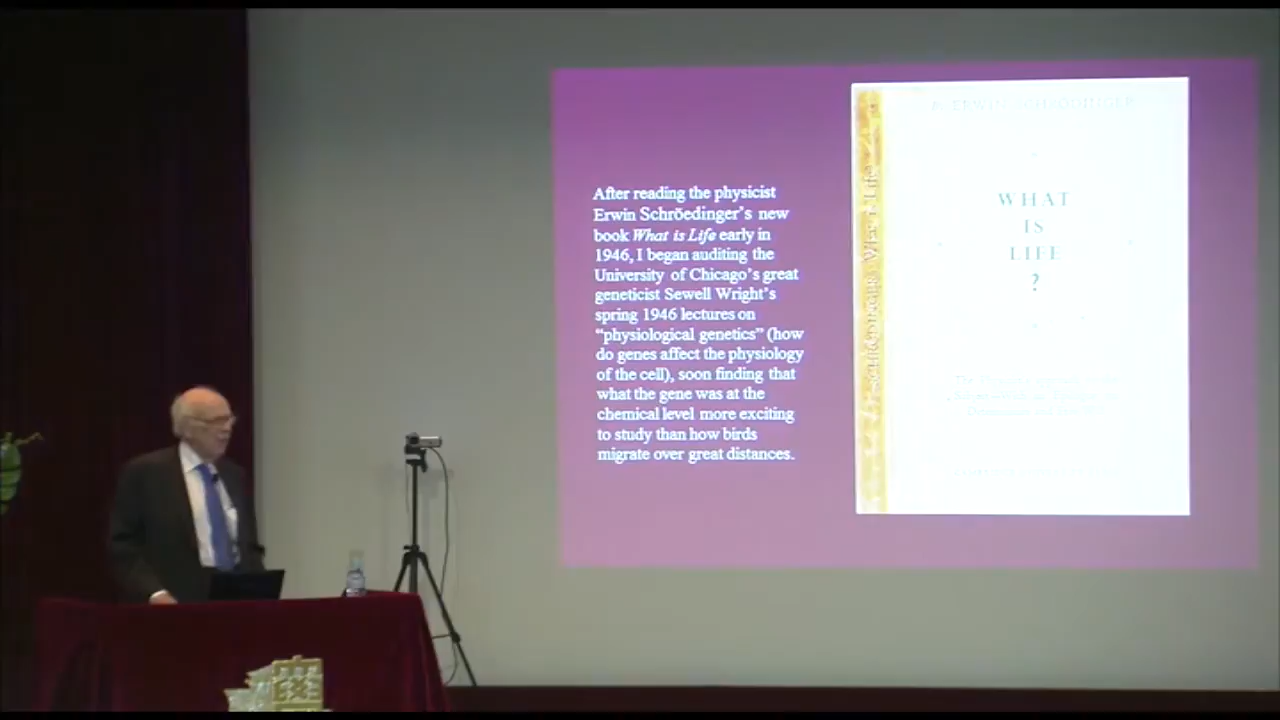 After reading the physicist
Erwin Schröedinger's new
book What is Life early in
1946, I began auditing the
University of Chicago's great
geneticist Sewell Wright's
spring 1946 lectures on
"physiological genetics" (how
do genes affect the physiology
of the cell), soon finding that
what the gene was at the
chemical level more exciting
to study than how birds
migrate over great distances.
ERWIN SCHRODINGER
WHAT
IS
LIFE
?